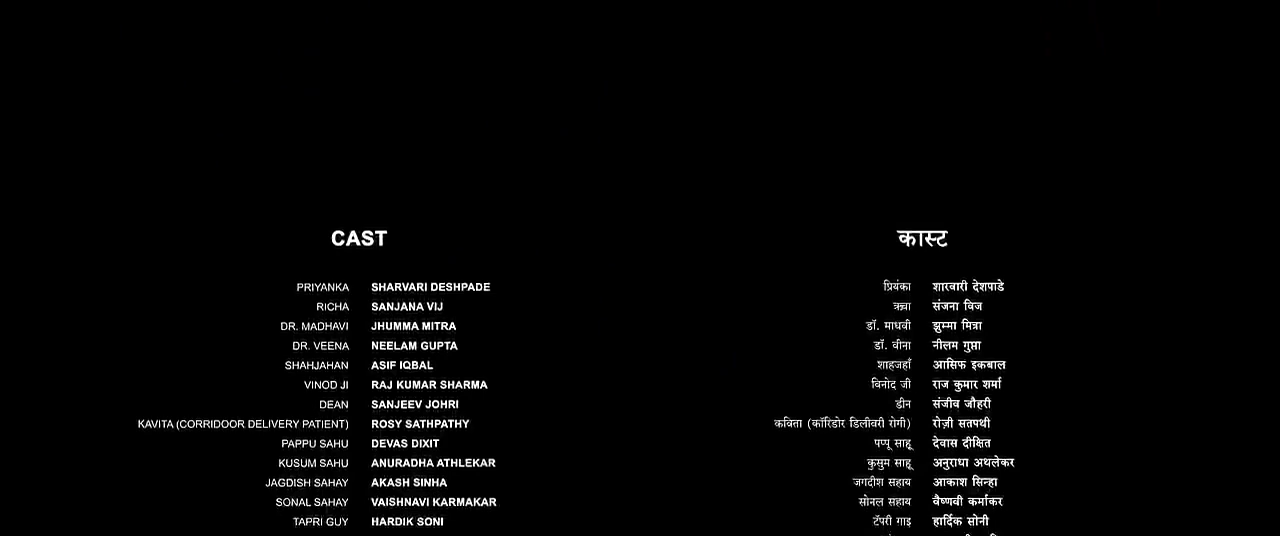 CAST
PRIYANKA SHARVARI DESHPADE
RICHA SANJANA VIJ
DR. MADHAVI JHUMMA MITRA
DR. VEENA NEELAM GUPTA
SHAHJAHAN ASIF IQBAL
VINOD JI RAJ KUMAR SHARMA
DEAN SANJEEV JOHRI
KAVITA (CORRIDOOR DELIVERY PATIENT) ROSY SATHPATHY
PAPPU SAHU DEVAS DIXIT
KUSUM SAHU ANURADHA ATHLEKAR
JAGDISH SAHAY AKASH SINHA
SONAL SAHAY VAISHNAVI KARMAKAR
TAPRI GUY HARDIK SONI
कास्ट
प्रियंका शारवारी देशपाडे
ऋचा संजना विज
डॉ. माधवी झुम्मा मित्रा
डॉ. वीना नीलम गुप्ता
शाहजहाँ आसिफ इकबाल
विनोद जी राज कुमार शर्मा
डीन संजीव जौहरी
कविता (कॉरिडोर डिलीवरी रोगी) रोज़ी सतपथी
पप्पू साहू देवास दीक्षित
कुसुम साहू अनुराधा अथलेकर
जगदीश सहाय आकाश सिन्हा
सोनल सहाय वैष्णवी कर्माकर
टॅपरी गाइ हार्दिक सोनी